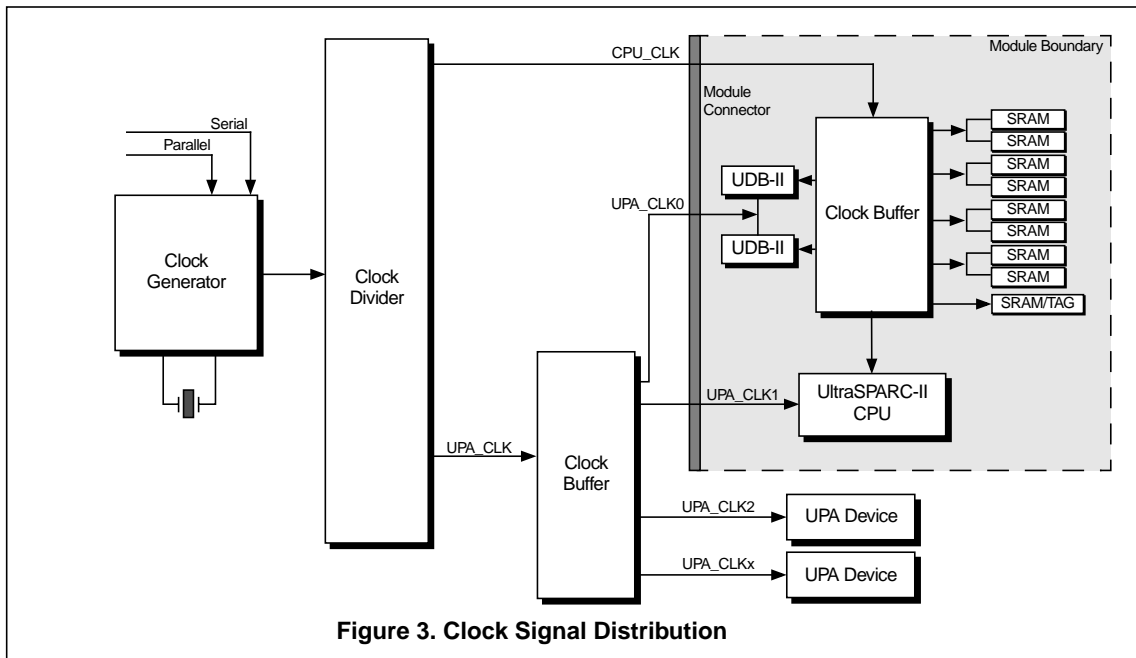 CPU_CLK
Module Boundary
Module
Connector
Serial
Parallel
SRAM
SRAM
SRAM
SRAM
SRAM
SRAM
SRAM
SRAM
SRAM/TAG
UDB-II
UDB-II
Clock Buffer
UPA_CLK0
Clock
Generator
Clock
Divider
UPA_CLK1
UltraSPARC-II
CPU
UPA_CLK
Clock
Buffer
UPA_CLK2
UPA Device
UPA_CLKx
UPA Device
Figure 3. Clock Signal Distribution